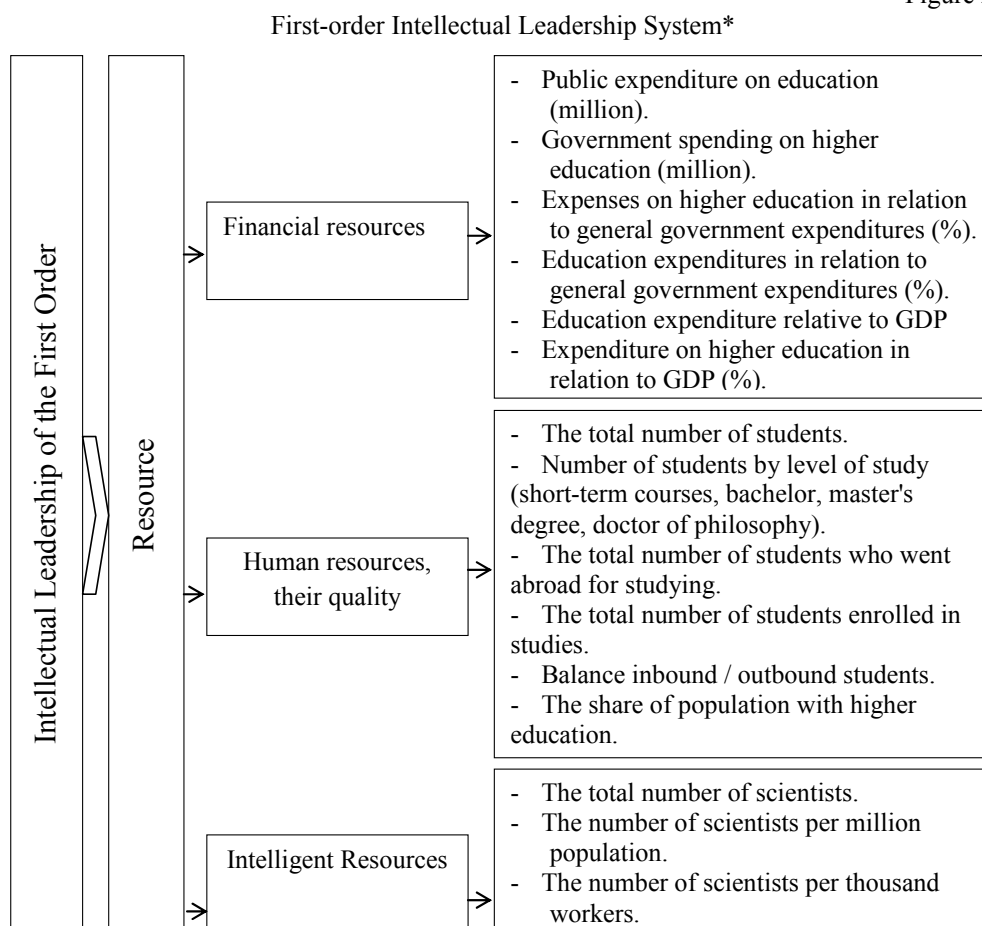 Figure
First-order Intellectual Leadership System*
Intellectual Leadership of the First Order
Resource
Financial resources
- Public expenditure on education
(million).
- Government spending on higher
education (million).
- Expenses on higher education in relation
to general government expenditures (%).
- Education expenditures in relation to
general government expenditures (%).
- Education expenditure relative to GDP
- Expenditure on higher education in
relation to GDP (%).
Human resources,
their quality
- The total number of students.
- Number of students by level of study
(short-term courses, bachelor, master's
degree, doctor of philosophy).
- The total number of students who went
abroad for studying.
- The total number of students enrolled in
studies.
- Balance inbound / outbound students.
- The share of population with higher
education.
Intelligent Resources
- The total number of scientists.
- The number of scientists per million
population.
- The number of scientists per thousand
workers.